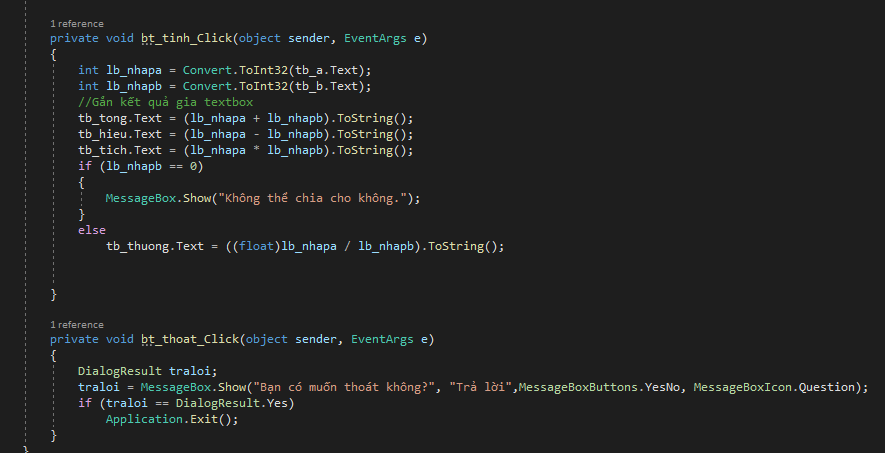 1 reference
private void bt_tinh_Click(object sender, EventArgs e)
{
int lb_nhapa = Convert.ToInt32(tb_a.Text);
int lb_nhapb = Convert.ToInt32(tb_b.Text);
//Gắn kết quả gia textbox
tb_tong.Text = (lb_nhapa + lb_nhapb).ToString();
tb_hieu.Text = (lb_nhapa - lb_nhapb).ToString();
tb_tich.Text = (lb_nhapa * lb_nhapb).ToString();
if (lb_nhapb == 0)
{
MessageBox.Show("Không thể chia cho không.");
}
else
tb_thuong.Text = ((float)lb_nhapa / lb_nhapb).ToString();
}
1 reference
private void bt_thoat_Click(object sender, EventArgs e)
{
DialogResult traloi;
traloi = MessageBox.Show("Bạn có muốn thoát không?", "Trả lời",MessageBoxButtons.YesNo, MessageBoxIcon.Question);
if (traloi == DialogResult.Yes)
Application.Exit();
}
}